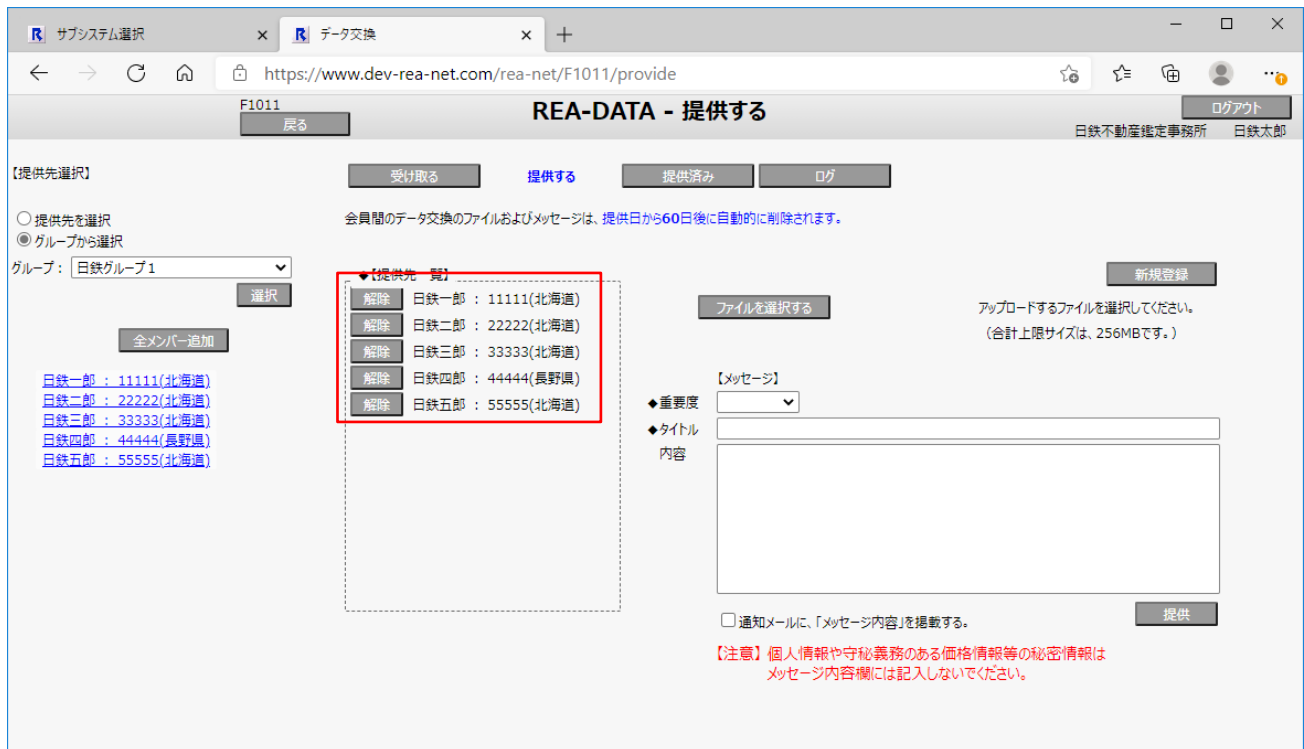 サブシステム選択
データ交換
https://www.dev-rea-net.com/rea-net/F1011/provide
F1011
戻る
REA-DATA - 提供する
ログアウト
日鉄不動産鑑定事務所 日鉄太郎
【提供先選択】
受け取る 提供する 提供済み ログ
提供先を選択
グループから選択
会員間のデータ交換のファイルおよびメッセージは、提供日から60日後に自動的に削除されます。
グループ： 日鉄グループ1
選択
全メンバー追加
日鉄一郎 ： 11111(北海道)
日鉄二郎 ： 22222(北海道)
日鉄三郎 ： 33333(北海道)
日鉄四郎 ： 44444(長野県)
日鉄五郎 ： 55555(北海道)
◆【提供先一覧】
解除 日鉄一郎 ： 11111(北海道)
解除 日鉄二郎 ： 22222(北海道)
解除 日鉄三郎 ： 33333(北海道)
解除 日鉄四郎 ： 44444(長野県)
解除 日鉄五郎 ： 55555(北海道)
新規登録
ファイルを選択する
アップロードするファイルを選択してください。
（合計上限サイズは、256MBです。）
【メッセージ】
◆重要度
◆タイトル
内容
通知メールに、「メッセージ内容」を掲載する。
提供
【注意】個人情報や守秘義務のある価格情報等の秘密情報は
メッセージ内容欄には記入しないでください。